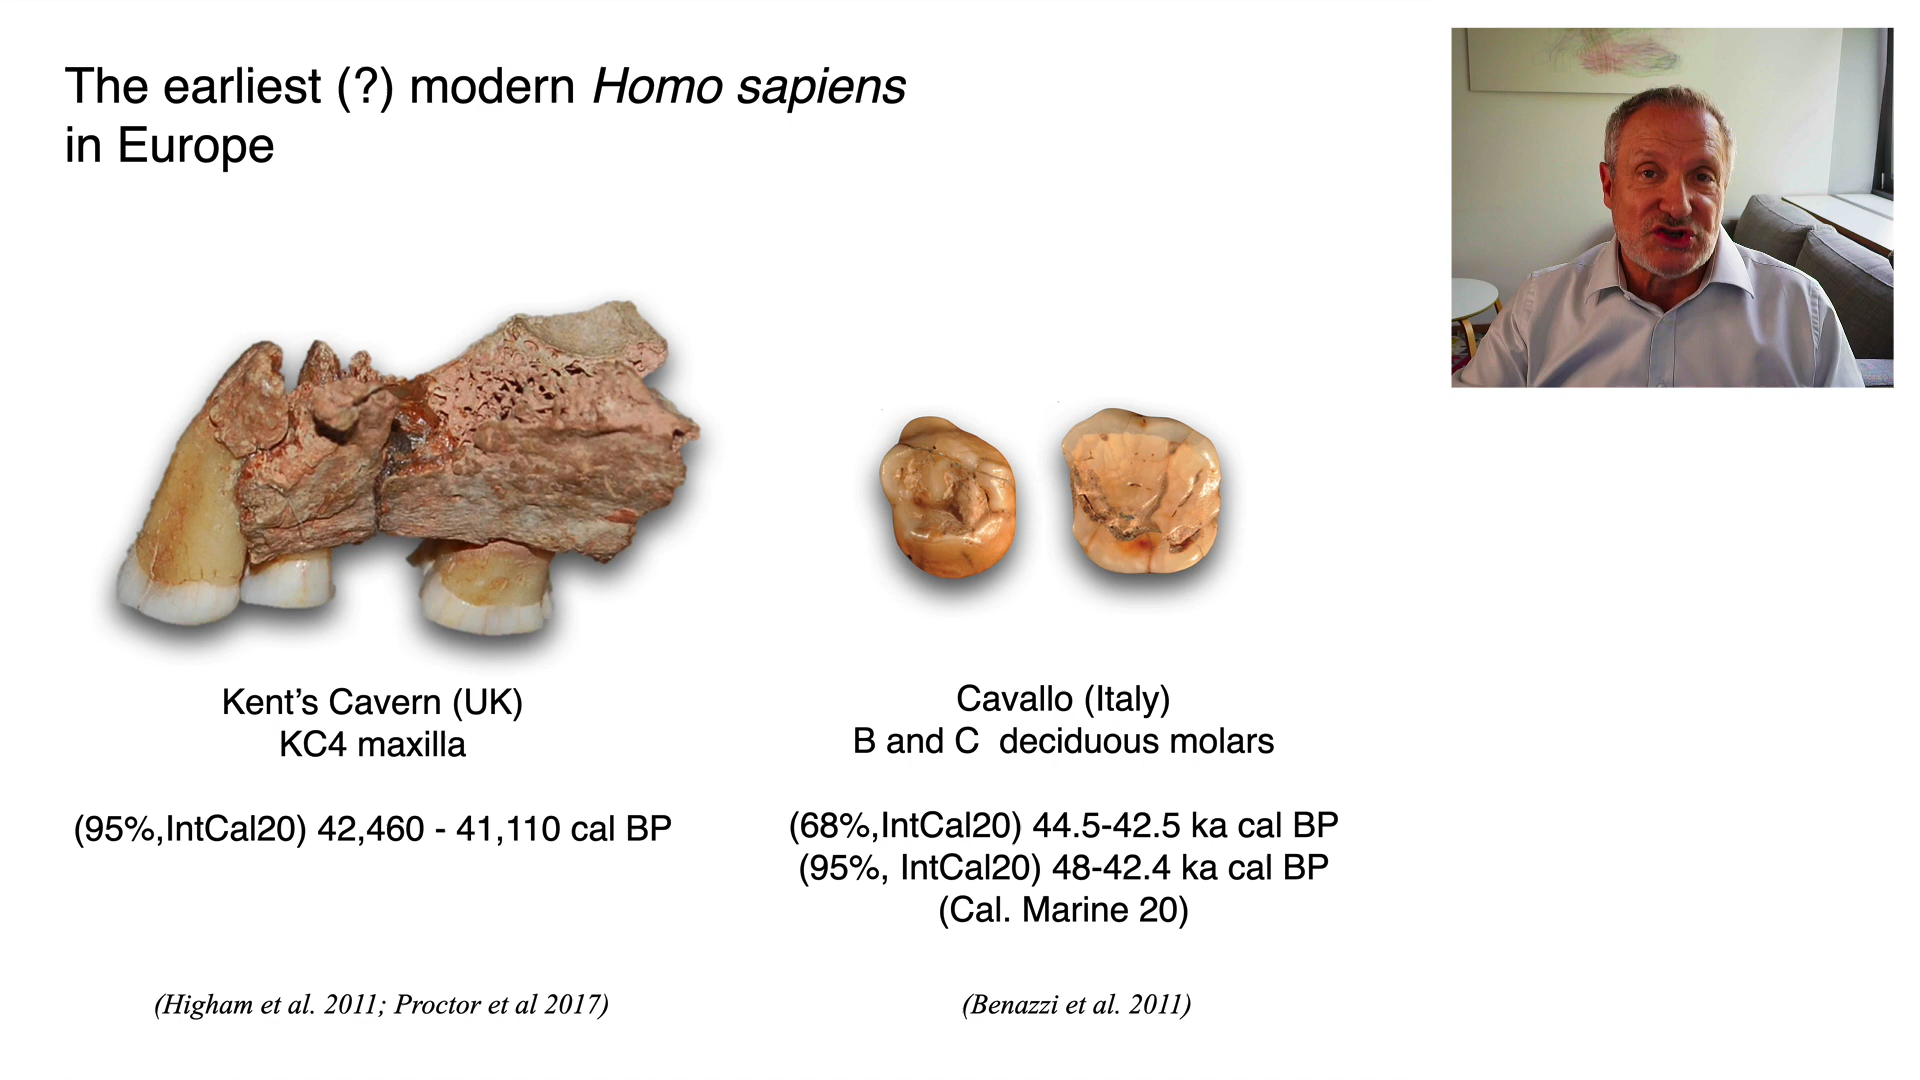 The earliest (?) modern Homo sapiens
in Europe
Kent’s Cavern (UK)
KC4 maxilla
(95%,IntCal20) 42,460 - 41,110 cal BP
(Higham et al. 2011; Proctor et al 2017)
Cavallo (Italy)
B and C  deciduous molars
(68%,IntCal20) 44.5-42.5 ka cal BP
(95%, IntCal20) 48-42.4 ka cal BP
(Cal. Marine 20)
(Benazzi et al. 2011)